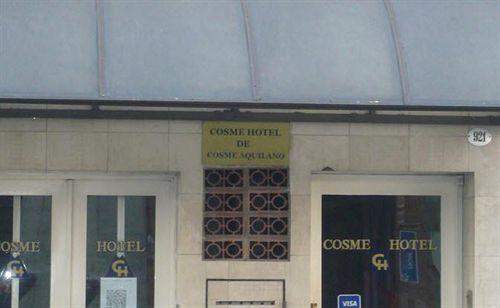 COSME HOTEL
DE
COSME AQUILANO
921
COSME HOTEL
CH
COSME HOTEL
CH
VISA